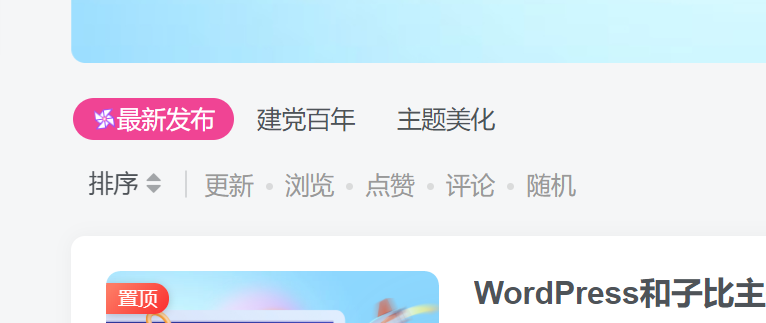 最新发布 建党百年 主题美化
排序 更新 浏览 点赞 评论 随机
置顶
WordPress和子比主